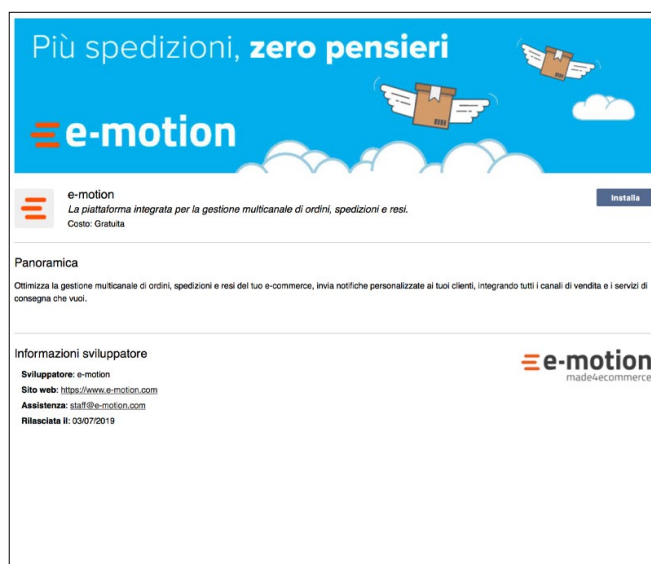 Più spedizioni, zero pensieri
e-motion
e-motion
La piattaforma integrata per la gestione multicanale di ordini, spedizioni e resi.
Costo: Gratuita
Installa
Panoramica
Ottimizza la gestione multicanale di ordini, spedizioni e resi del tuo e-commerce, invia notifiche personalizzate ai tuoi clienti, integrando tutti i canali di vendita e i servizi di
consegna che vuoi.
Informazioni sviluppatore
Sviluppatore: e-motion
Sito web: https://www.e-motion.com
Assistenza: staff@e-motion.com
Rilasciata il: 03/07/2019
e-motion
made4ecommerce